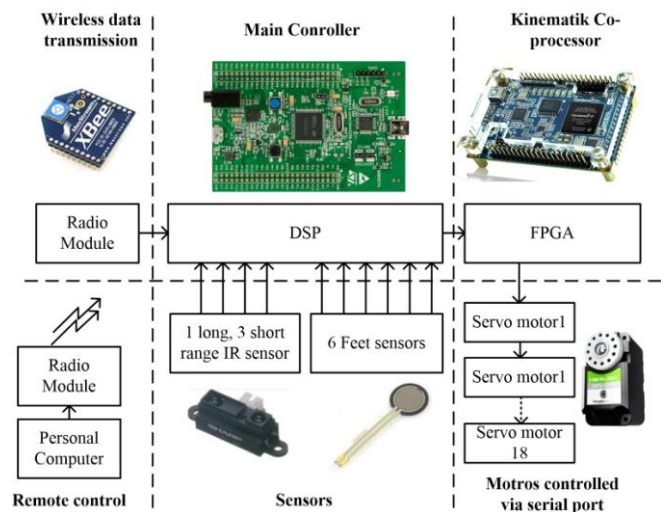 Wireless data
transmission
Main Conroller
Kinematik Co-
processor
XBee
Radio
Module
DSP
FPGA
1 long, 3 short
range IR sensor
6 Feet sensors
Servo motor1
Servo motor1
Servo motor
18
Radio
Module
Personal
Computer
Remote control
Sensors
Motros controlled
via serial port